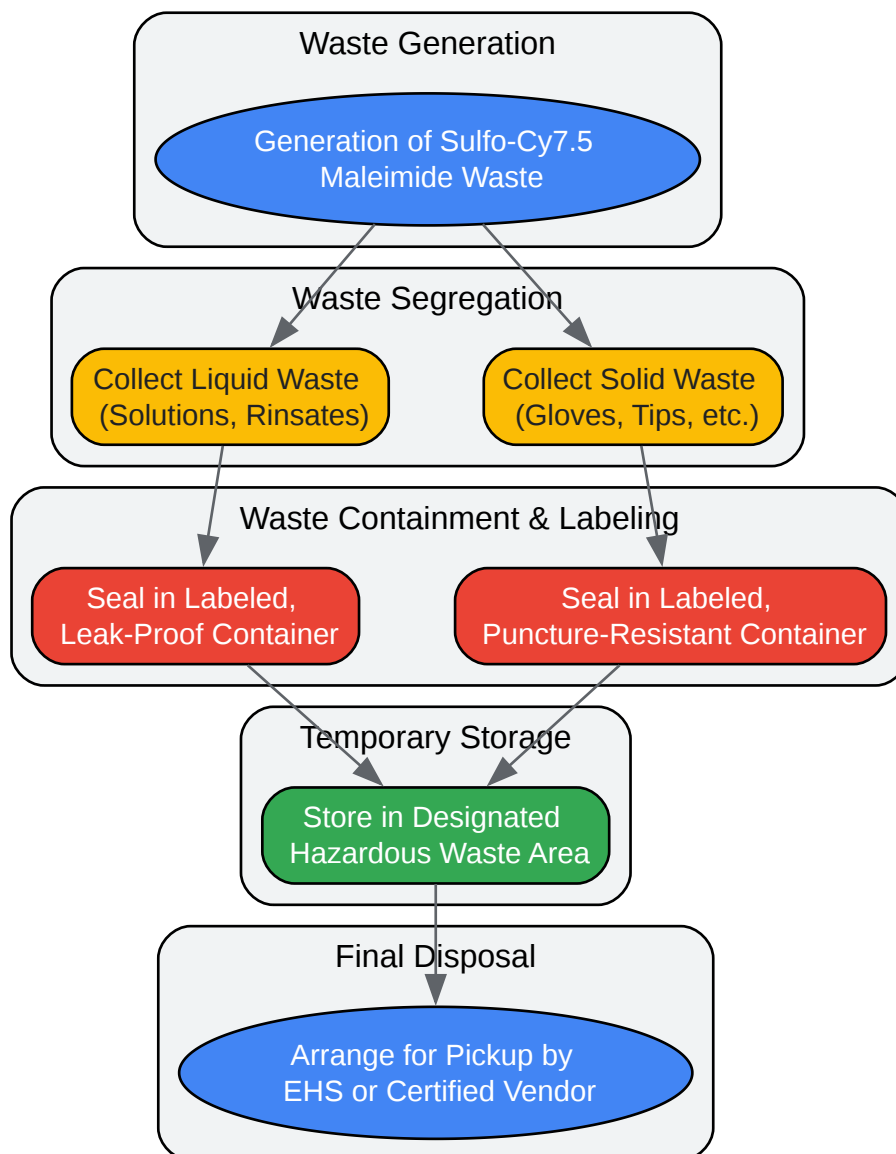 Waste Generation
Generation of Sulfo-Cy7.5
Maleimide Waste
Waste Segregation
Collect Liquid Waste
(Solutions, Rinsates)
Collect Solid Waste
(Gloves, Tips, etc.)
Waste Containment & Labeling
Seal in Labeled,
Leak-Proof Container
Seal in Labeled,
Puncture-Resistant Container
Temporary Storage
Store in Designated
Hazardous Waste Area
Final Disposal
Arrange for Pickup by
EHS or Certified Vendor